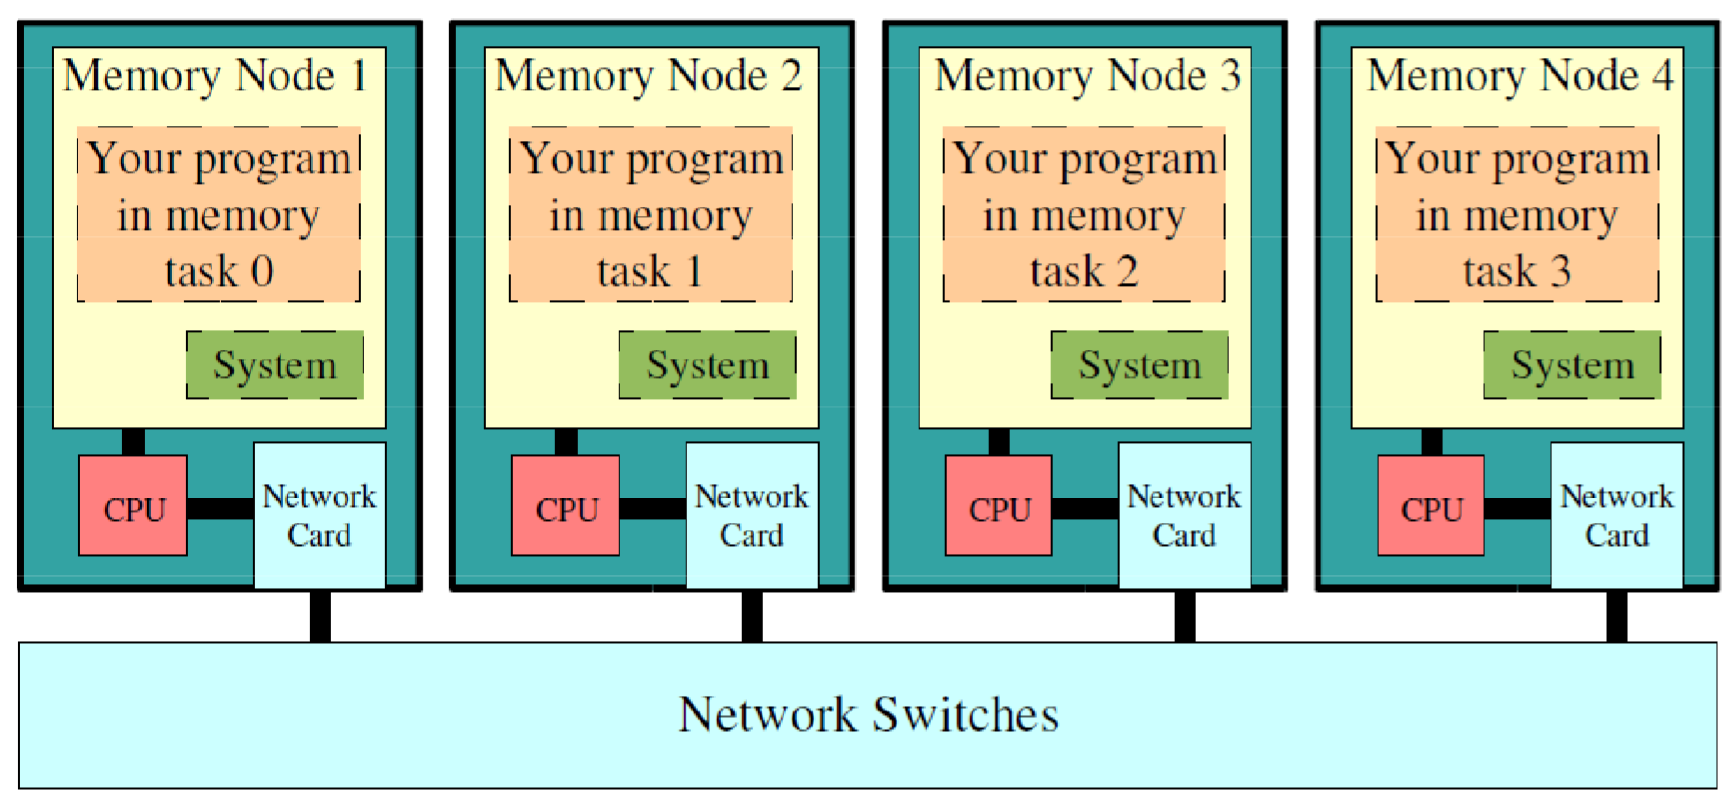 Memory Node 1
Your program
in memory
task 0
System
CPU
Network
Card
Memory Node 2
Your program
in memory
task 1
System
CPU
Network
Card
Memory Node 3
Your program
in memory
task 2
System
CPU
Network
Card
Memory Node 4
Your program
in memory
task 3
System
CPU
Network
Card
Network Switches